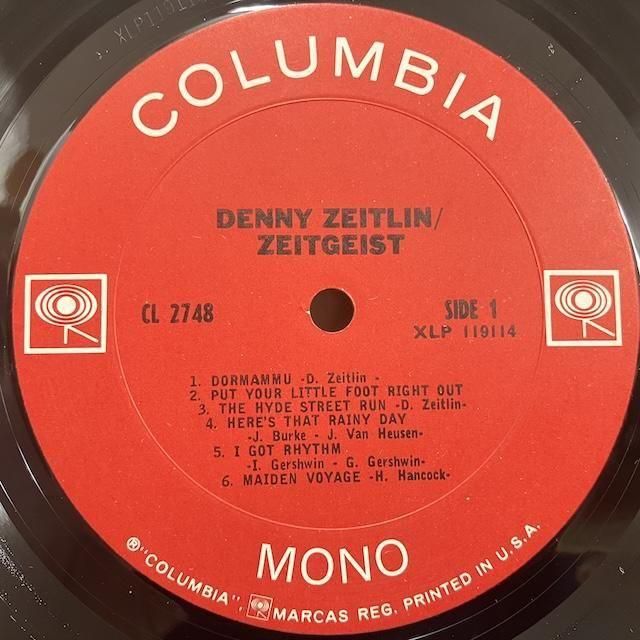 XLP11911
COLUMBIA
DENNY ZEITLIN/
ZEITGEIST
CL 2748
SIDE 1
XLP 119114
1. DORMAMMU -D. Zeitlin -
2. PUT YOUR LITTLE FOOT RIGHT OUT
3. THE HYDE STREET RUN -D. Zeitlin-
4. HERE'S THAT RAINY DAY
-J. Burke - J. Van Heusen-
5. I GOT RHYTHM
-I. Gershwin - G. Gershwin-
6. MAIDEN VOYAGE -H. Hancock-
MONO
®"COLUMBIA", MARCAS REG. PRINTED IN U.S.A.